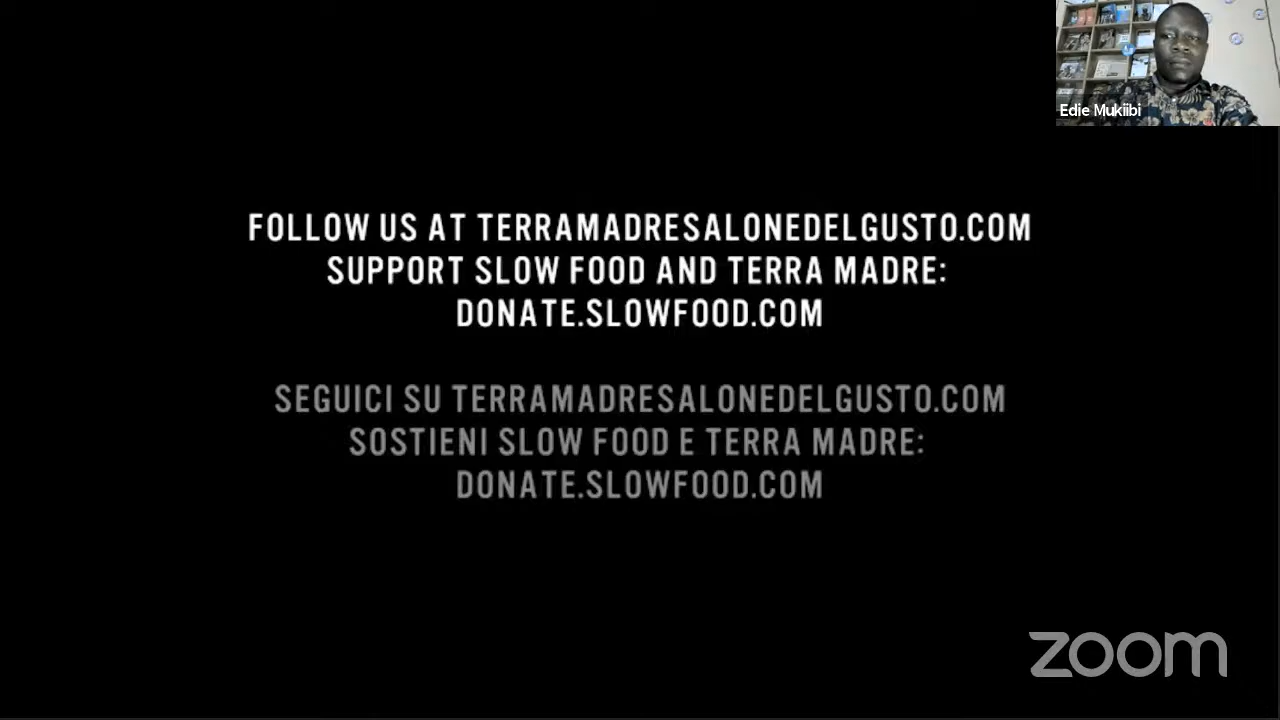 Edie Mukiibi
FOLLOW US AT TERRAMADRESALONEDELGUSTO.COM
SUPPORT SLOW FOOD AND TERRA MADRE:
DONATE.SLOWFOOD.COM
SEGUICI SU TERRAMADRESALONEDELGUSTO.COM
SOSTIENI SLOW FOOD E TERRA MADRE:
DONATE.SLOWFOOD.COM
zoom